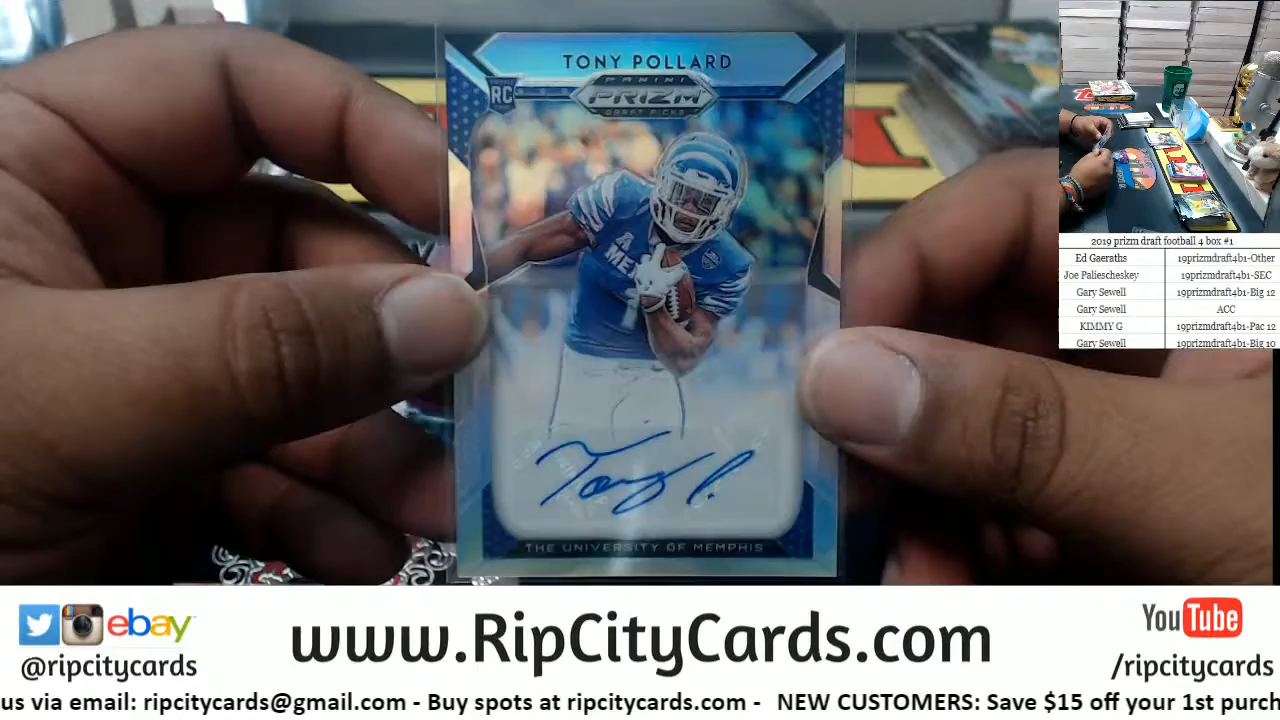 TONY POLLARD
RC
PANINI
PRIZM
DRAFT PICKS
ME
1
Tony P.
THE UNIVERSITY OF MEMPHIS
2019 prizm draft football 4 box #1
Ed Gaeraths 19prizmdraft4b1-Other
Joe Paliescheskey 19prizmdraft4b1-SEC
Gary Sewell 19prizmdraft4b1-Big 12
Gary Sewell ACC
KIMMY G 19prizmdraft4b1-Pac 12
Gary Sewell 19prizmdraft4b1-Big 10
ebay
@ripcitycards
www.RipCityCards.com
YouTube
/ripcitycards
us via email: ripcitycards@gmail.com - Buy spots at ripcitycards.com - NEW CUSTOMERS: Save $15 off your 1st purch